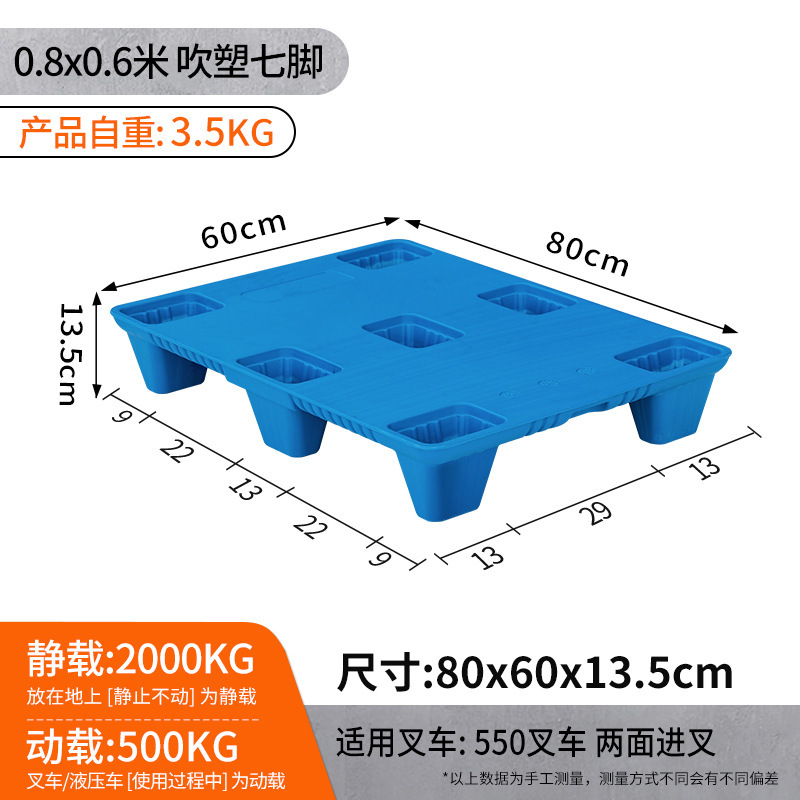 0.8x0.6米 吹塑七脚
产品自重: 3.5KG
60cm
80cm
13.5cm
9
22
13
22
9
13
29
13
静载:2000KG
放在地上 [静止不动] 为静载
动载:500KG
叉车/液压车 [使用过程中] 为动载
尺寸:80x60x13.5cm
适用叉车: 550叉车 两面进叉
*以上数据为手工测量，测量方式不同会有不同偏差